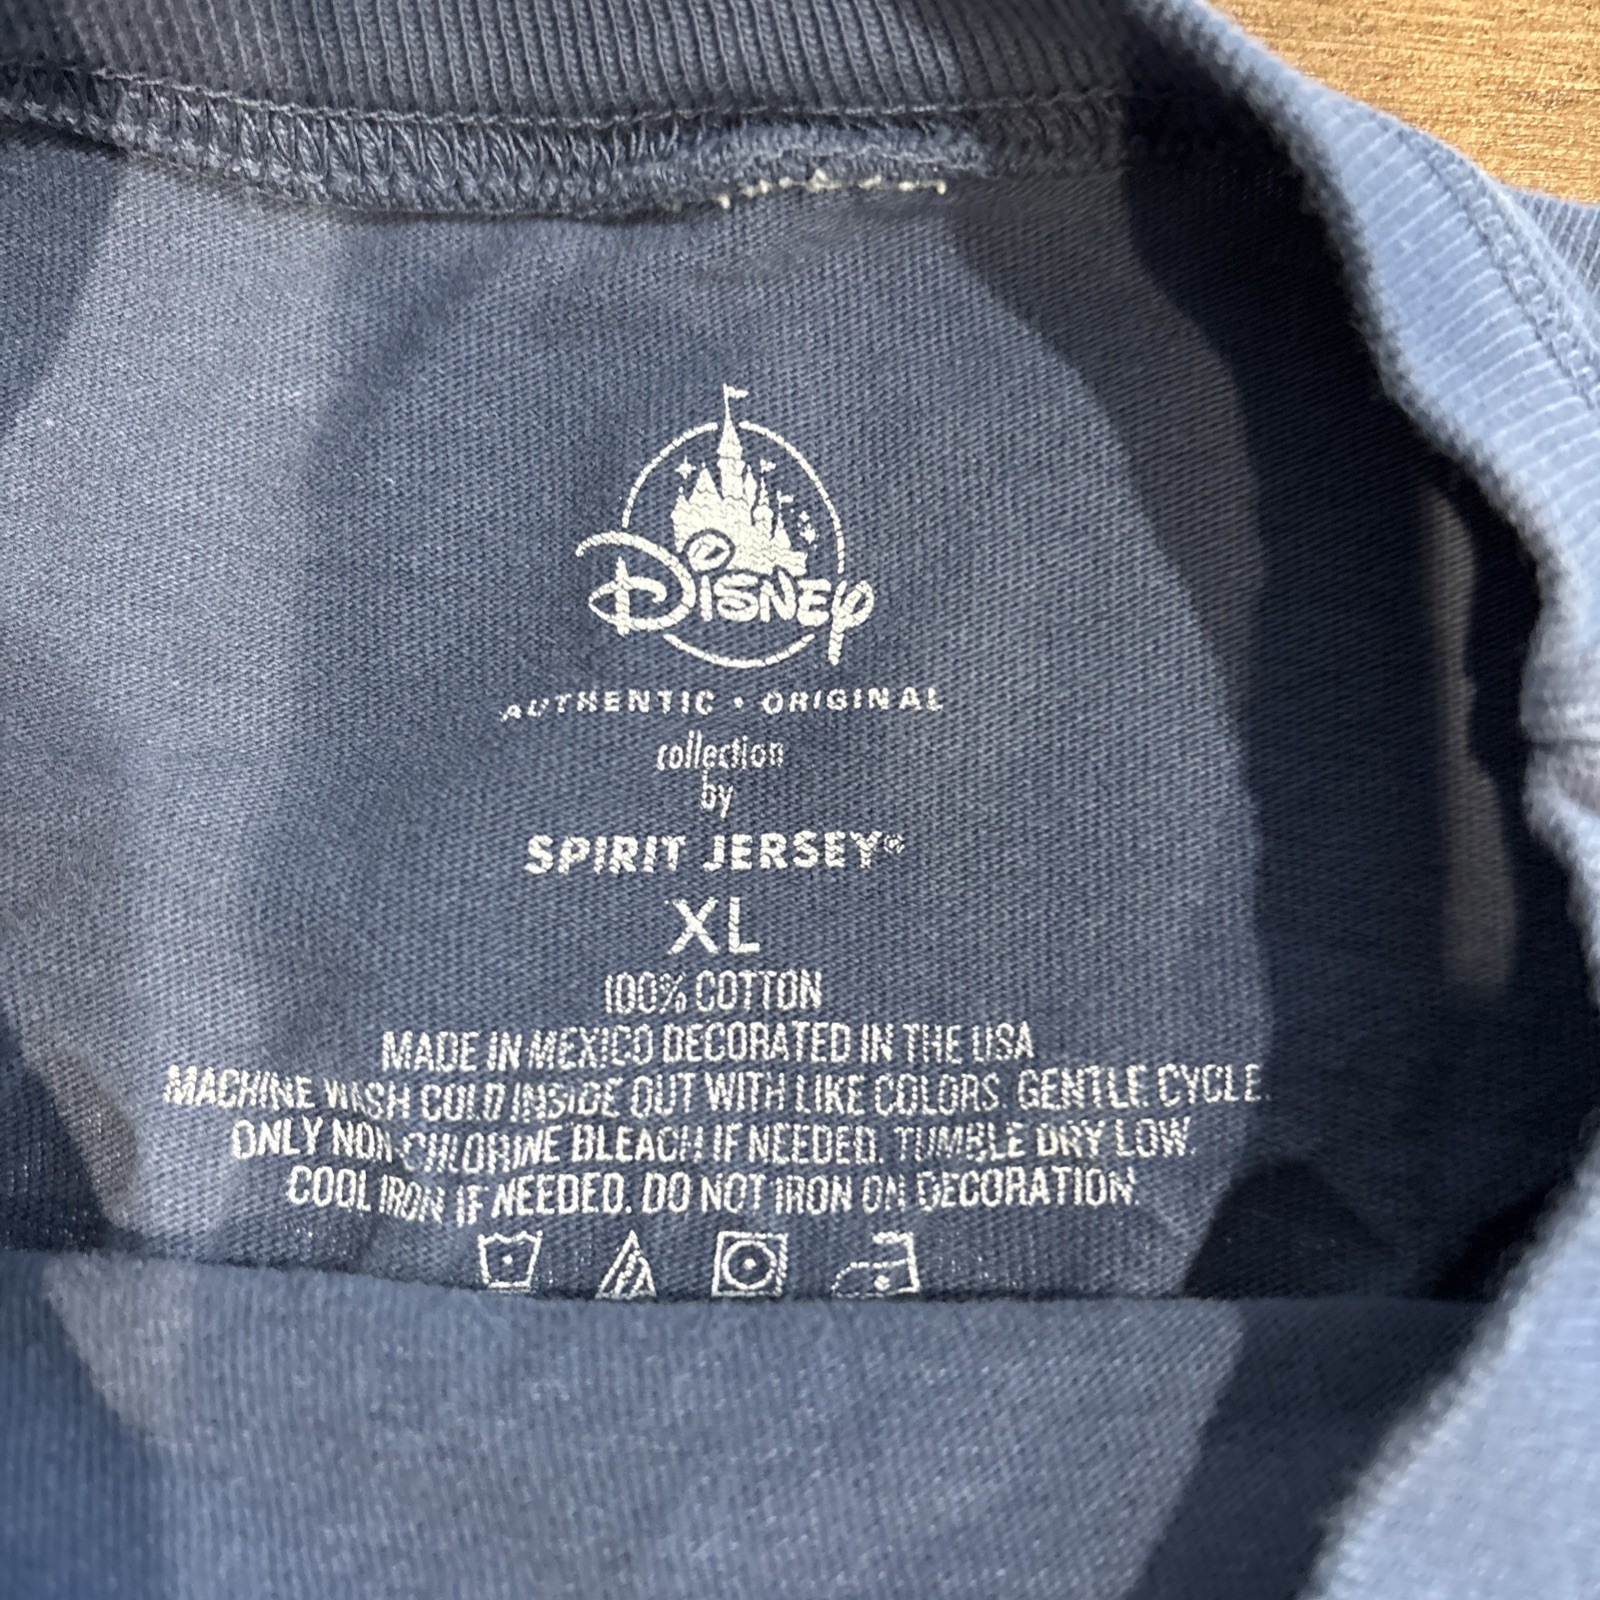 Disney
AUTHENTIC • ORIGINAL
collection
by
SPIRIT JERSEY®
XL
100% COTTON
MADE IN MEXICO DECORATED IN THE USA
MACHINE WASH COLD INSIDE OUT WITH LIKE COLORS. GENTLE CYCLE.
ONLY NON-CHLORINE BLEACH IF NEEDED. TUMBLE DRY LOW.
COOL IRON IF NEEDED. DO NOT IRON ON DECORATION.